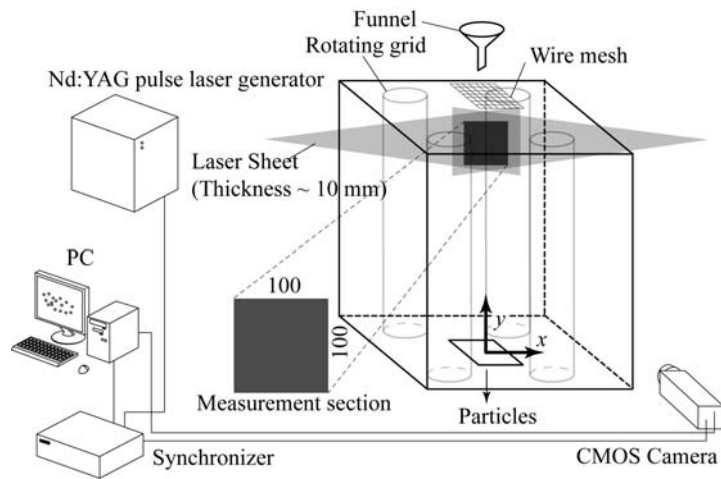 Funnel
Rotating grid
Wire mesh
Nd:YAG pulse laser generator
Laser Sheet
(Thickness ~ 10 mm)
PC
100
100
y
x
Measurement section
Particles
Synchronizer
CMOS Camera